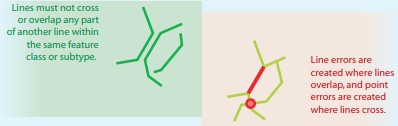 Lines must not cross
or overlap any part
of another line within
the same feature
class or subtype.
Line errors are
created where lines
overlap, and point
errors are created
where lines cross.